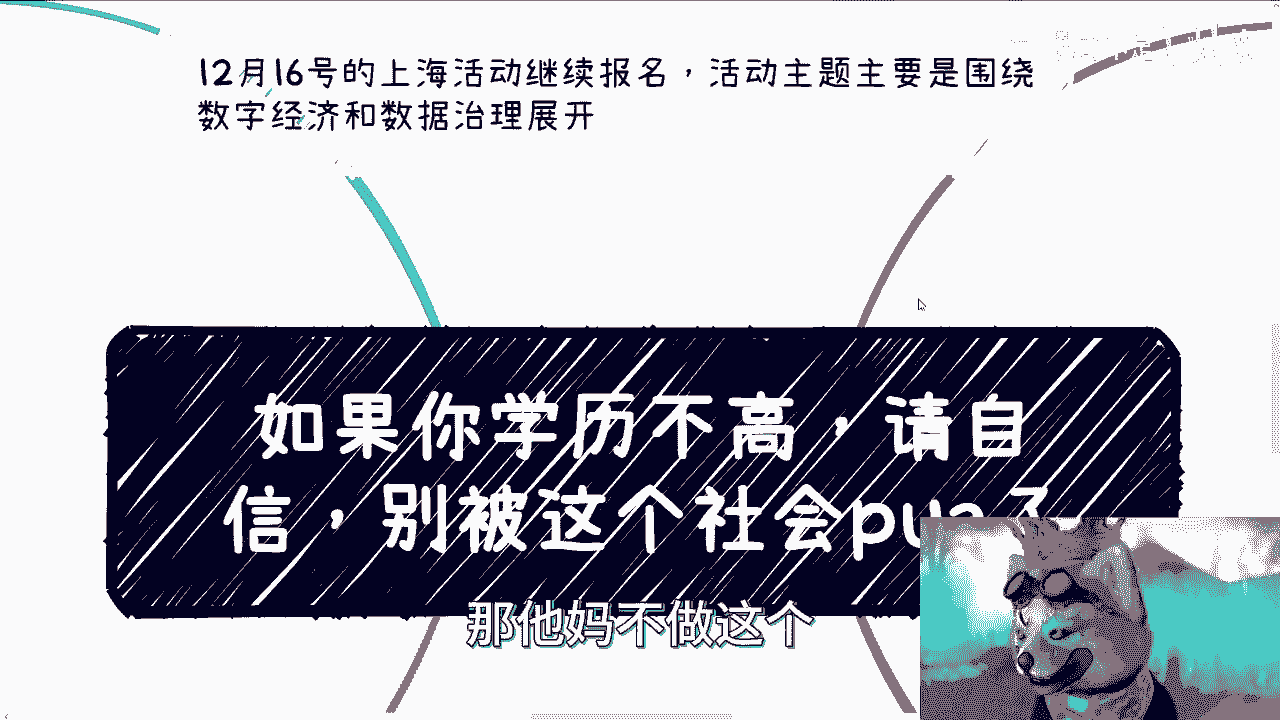 12月16号的上海活动继续报名，活动主题主要是围绕
数字经济和数据治理展开
如果你学历不高，请自
信，别被这个社会pua了
那他妈不做这个